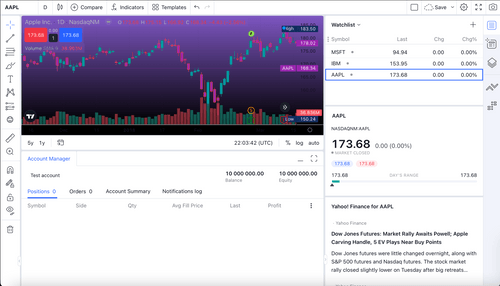 AAPL
D
Compare
Indicators
Templates
Save
Apple Inc. 1D NasdaqNM
O H L C
173.68
0.00
1
173.68
High 183.50
178.02
AAPL 168.54
Low 150.24
5y 1y
22:03:42 (UTC)
% log auto
Account Manager
Test account
10 000 000.00
Balance
10 000 000.00
Equity
Positions 0
Orders 0
Account Summary
Notifications log
Symbol Side Qty Avg Fill Price Last Profit
Watchlist
Symbol Last Chg Chg%
MSFT 94.94 0.00 0.00%
IBM 153.95 0.00 0.00%
AAPL 173.68 0.00 0.00%
AAPL
NASDAQNM:AAPL
173.68 0.00 (0.00%)
MARKET CLOSED
173.68 173.68
173.68 DAY'S RANGE 173.68
Yahoo! Finance for AAPL
Yahoo Finance
Dow Jones Futures: Market Rally Awaits Powell; Apple
Carving Handle, 5 EV Plays Near Buy Points
Dow Jones futures were little changed overnight, along with
S&P 500 futures and Nasdaq futures. The stock
market rally closed slightly lower on Tuesday after big retreats...